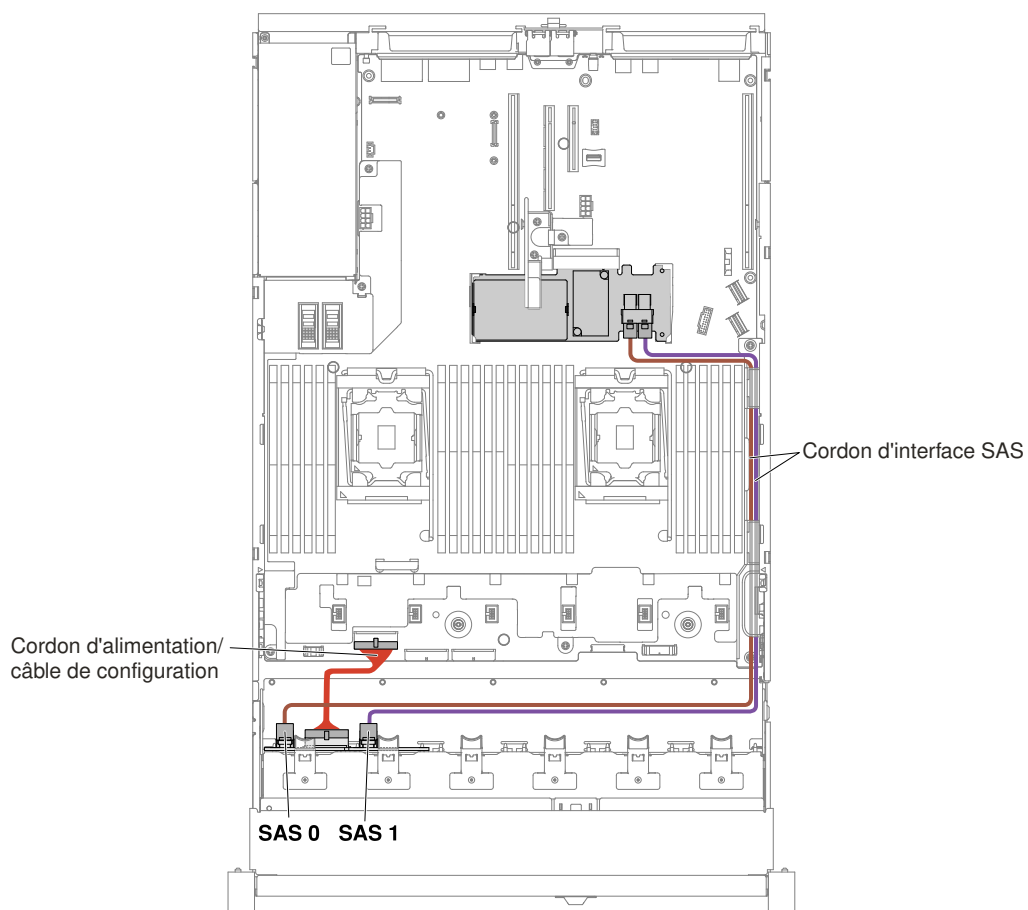 Cordon d'interface SAS
Cordon d'alimentation/
câble de configuration
SAS 0
SAS 1